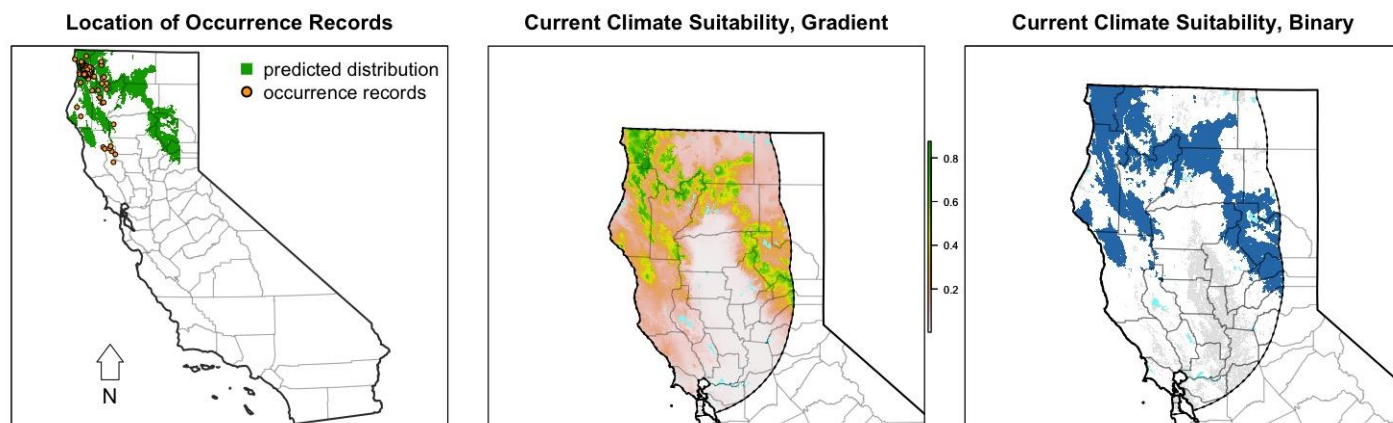 Location of Occurrence Records
predicted distribution
occurrence records
N
Current Climate Suitability, Gradient
0.8
0.6
0.4
0.2
Current Climate Suitability, Binary